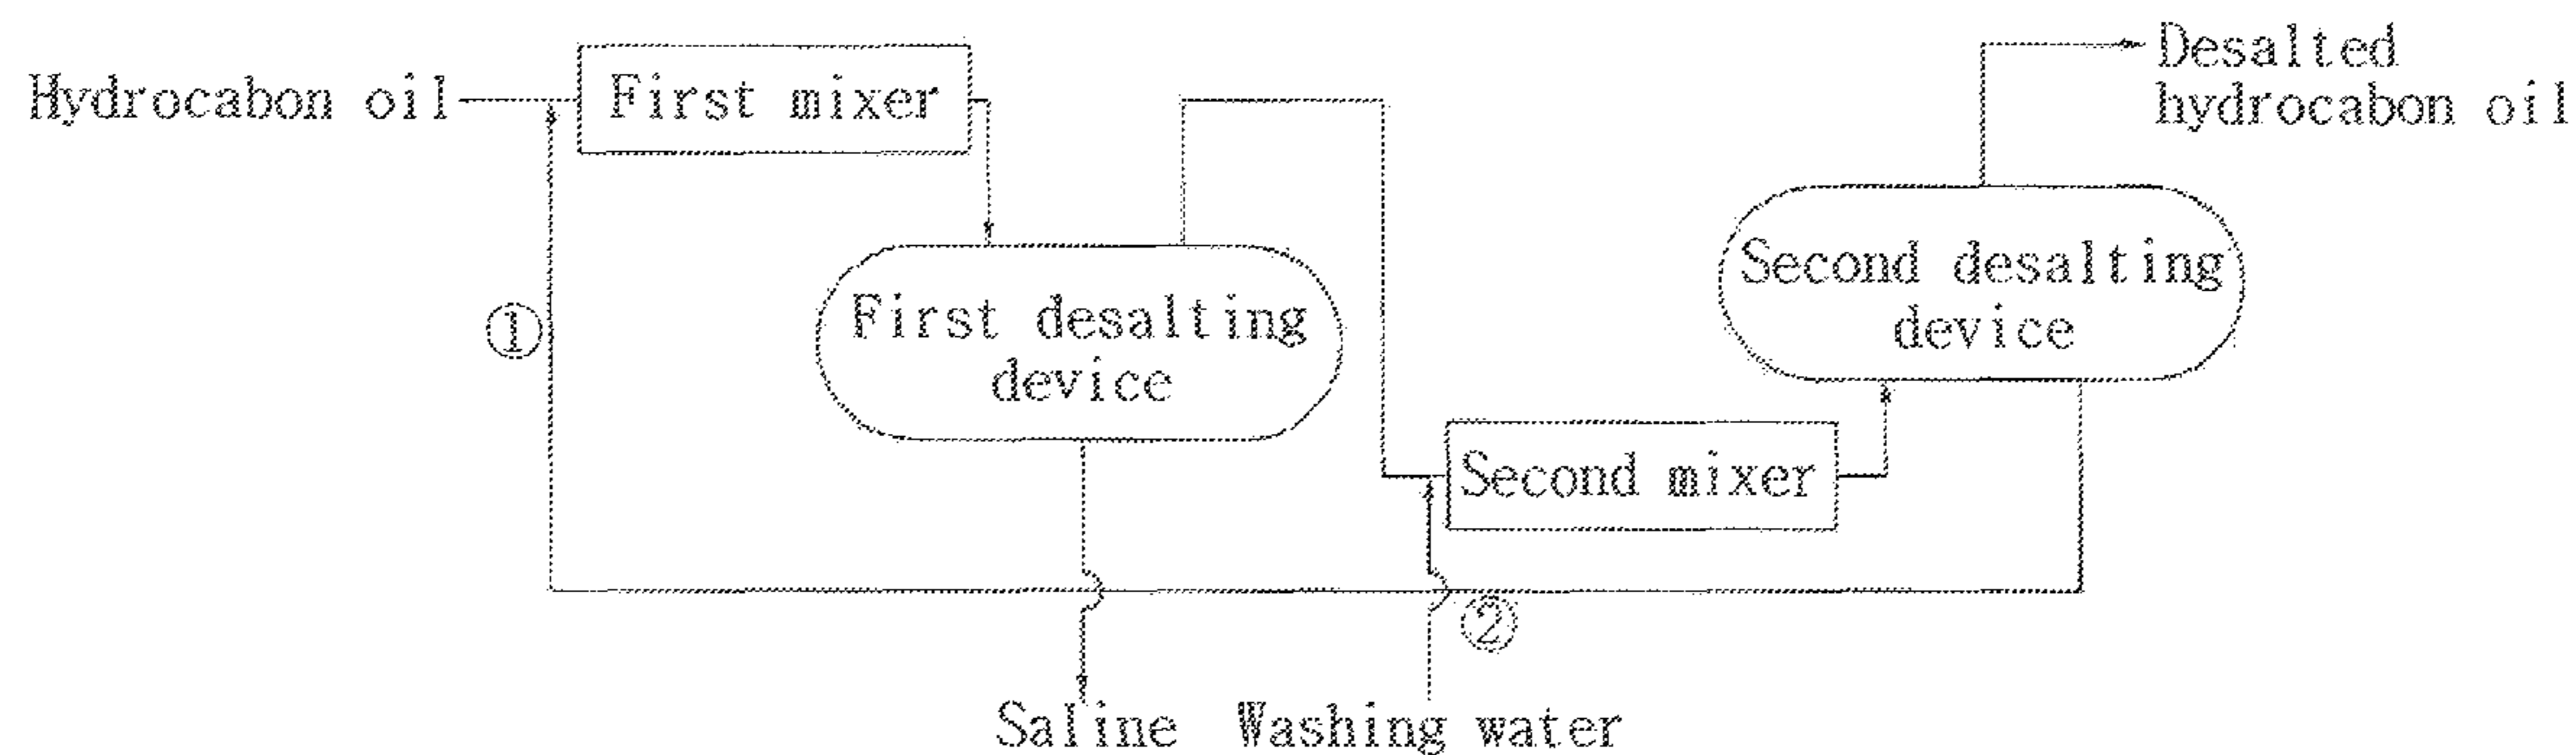 Hydrocabon oil
First mixer
Desalted
hydrocabon oil
①
First desalting
device
Second desalting
device
Second mixer
②
Saline
Washing water